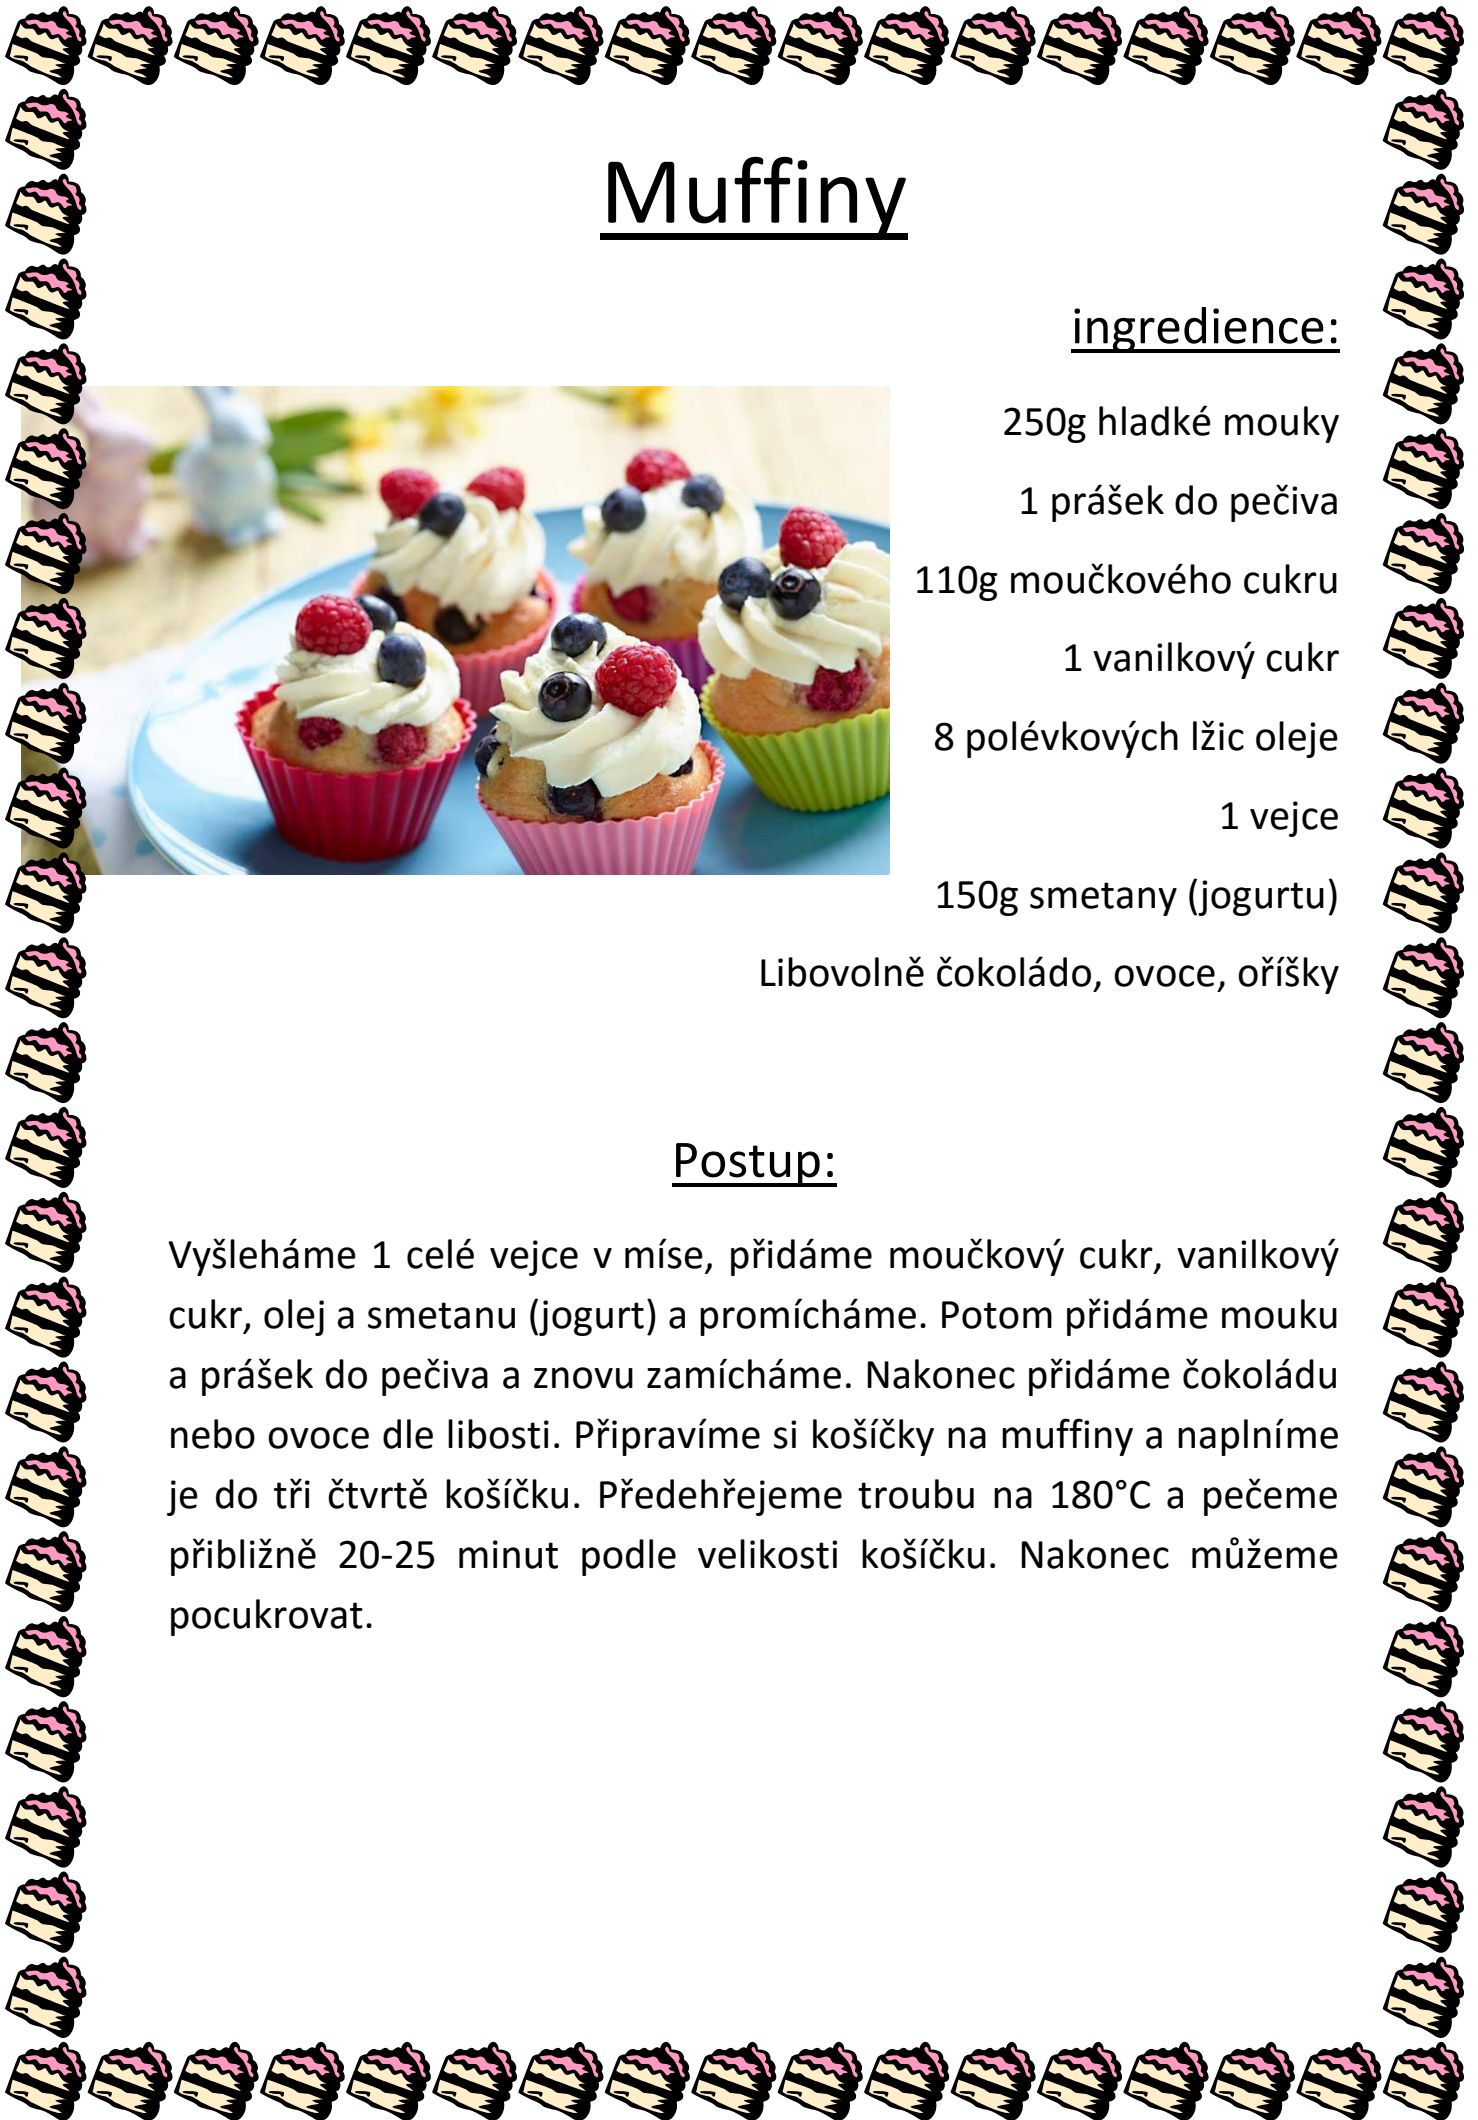 Muffiny
ingredience:
250g hladké mouky
1 prášek do pečiva
110g moučkového cukru
1 vanilkový cukr
8 polévkových lžic oleje
1 vejce
150g smetany (jogurtu)
Libovolně čokoládo, ovoce, oříšky
Postup:
Vyšleháme 1 celé vejce v míse, přidáme moučkový cukr, vanilkový
cukr, olej a smetanu (jogurt) a promícháme. Potom přidáme mouku
a prášek do pečiva a znovu zamícháme. Nakonec přidáme čokoládu
nebo ovoce dle libosti. Připravíme si košíčky na muffiny a naplníme
je do tři čtvrtě košíčku. Předehřejeme troubu na 180°C a pečeme
přibližně 20-25 minut podle velikosti košíčku. Nakonec můžeme
pocukrovat.